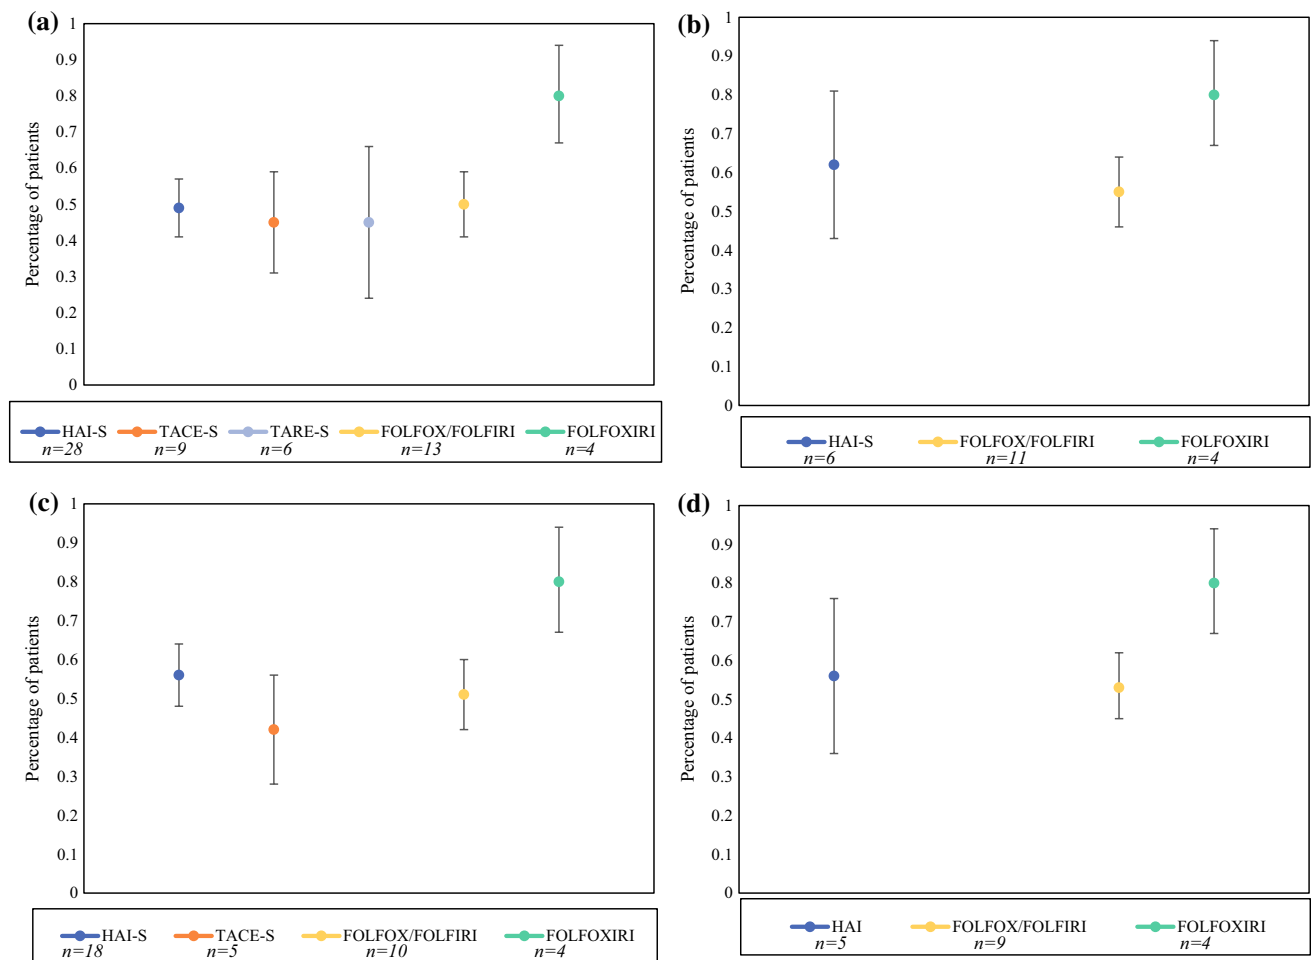 (a)
Percentage of patients
1
0.9
0.8
0.7
0.6
0.5
0.4
0.3
0.2
0.1
0
HAI-S TACE-S TARE-S FOLFOX/FOLFIRI FOLFOXIRI
n=28 n=9 n=6 n=13 n=4
(b)
Percentage of patients
1
0.9
0.8
0.7
0.6
0.5
0.4
0.3
0.2
0.1
0
HAI-S FOLFOX/FOLFIRI FOLFOXIRI
n=6 n=11 n=4
(c)
Percentage of patients
1
0.9
0.8
0.7
0.6
0.5
0.4
0.3
0.2
0.1
0
HAI-S TACE-S FOLFOX/FOLFIRI FOLFOXIRI
n=18 n=5 n=10 n=4
(d)
Percentage of patients
1
0.9
0.8
0.7
0.6
0.5
0.4
0.3
0.2
0.1
0
HAI FOLFOX/FOLFIRI FOLFOXIRI
n=5 n=9 n=4